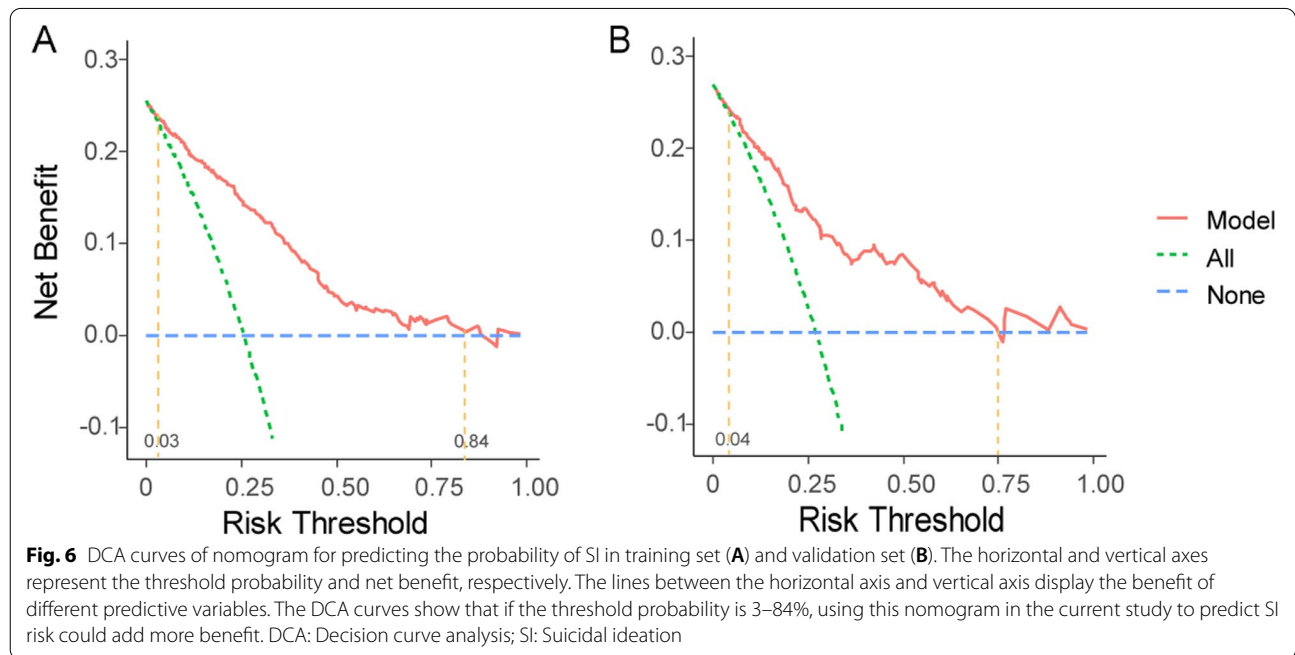 A
B
0.3
0.2
0.1
0.0
-0.1
Net Benefit
0.03
0.84
0 0.25 0.50 0.75 1.00
Risk Threshold
0.3
0.2
0.1
0.0
-0.1
0.04
0 0.25 0.50 0.75 1.00
Risk Threshold
Model
All
None
Fig. 6 DCA curves of nomogram for predicting the probability of SI in training set (A) and validation set (B). The horizontal and vertical axes
represent the threshold probability and net benefit, respectively. The lines between the horizontal axis and vertical axis display the benefit of
different predictive variables. The DCA curves show that if the threshold probability is 3–84%, using this nomogram in the current study to predict SI
risk could add more benefit. DCA: Decision curve analysis; SI: Suicidal ideation